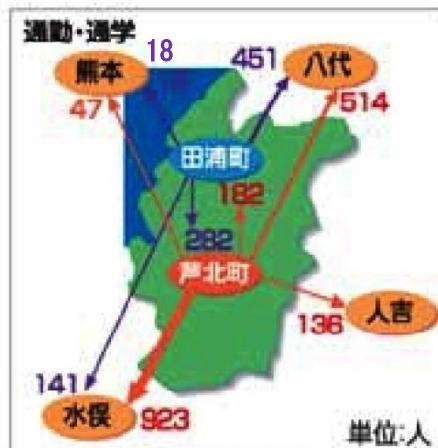 通勤・通学
熊本
18
451
八代
47
514
田浦町
182
282
芦北町
136
人吉
141
水俣
923
単位:人